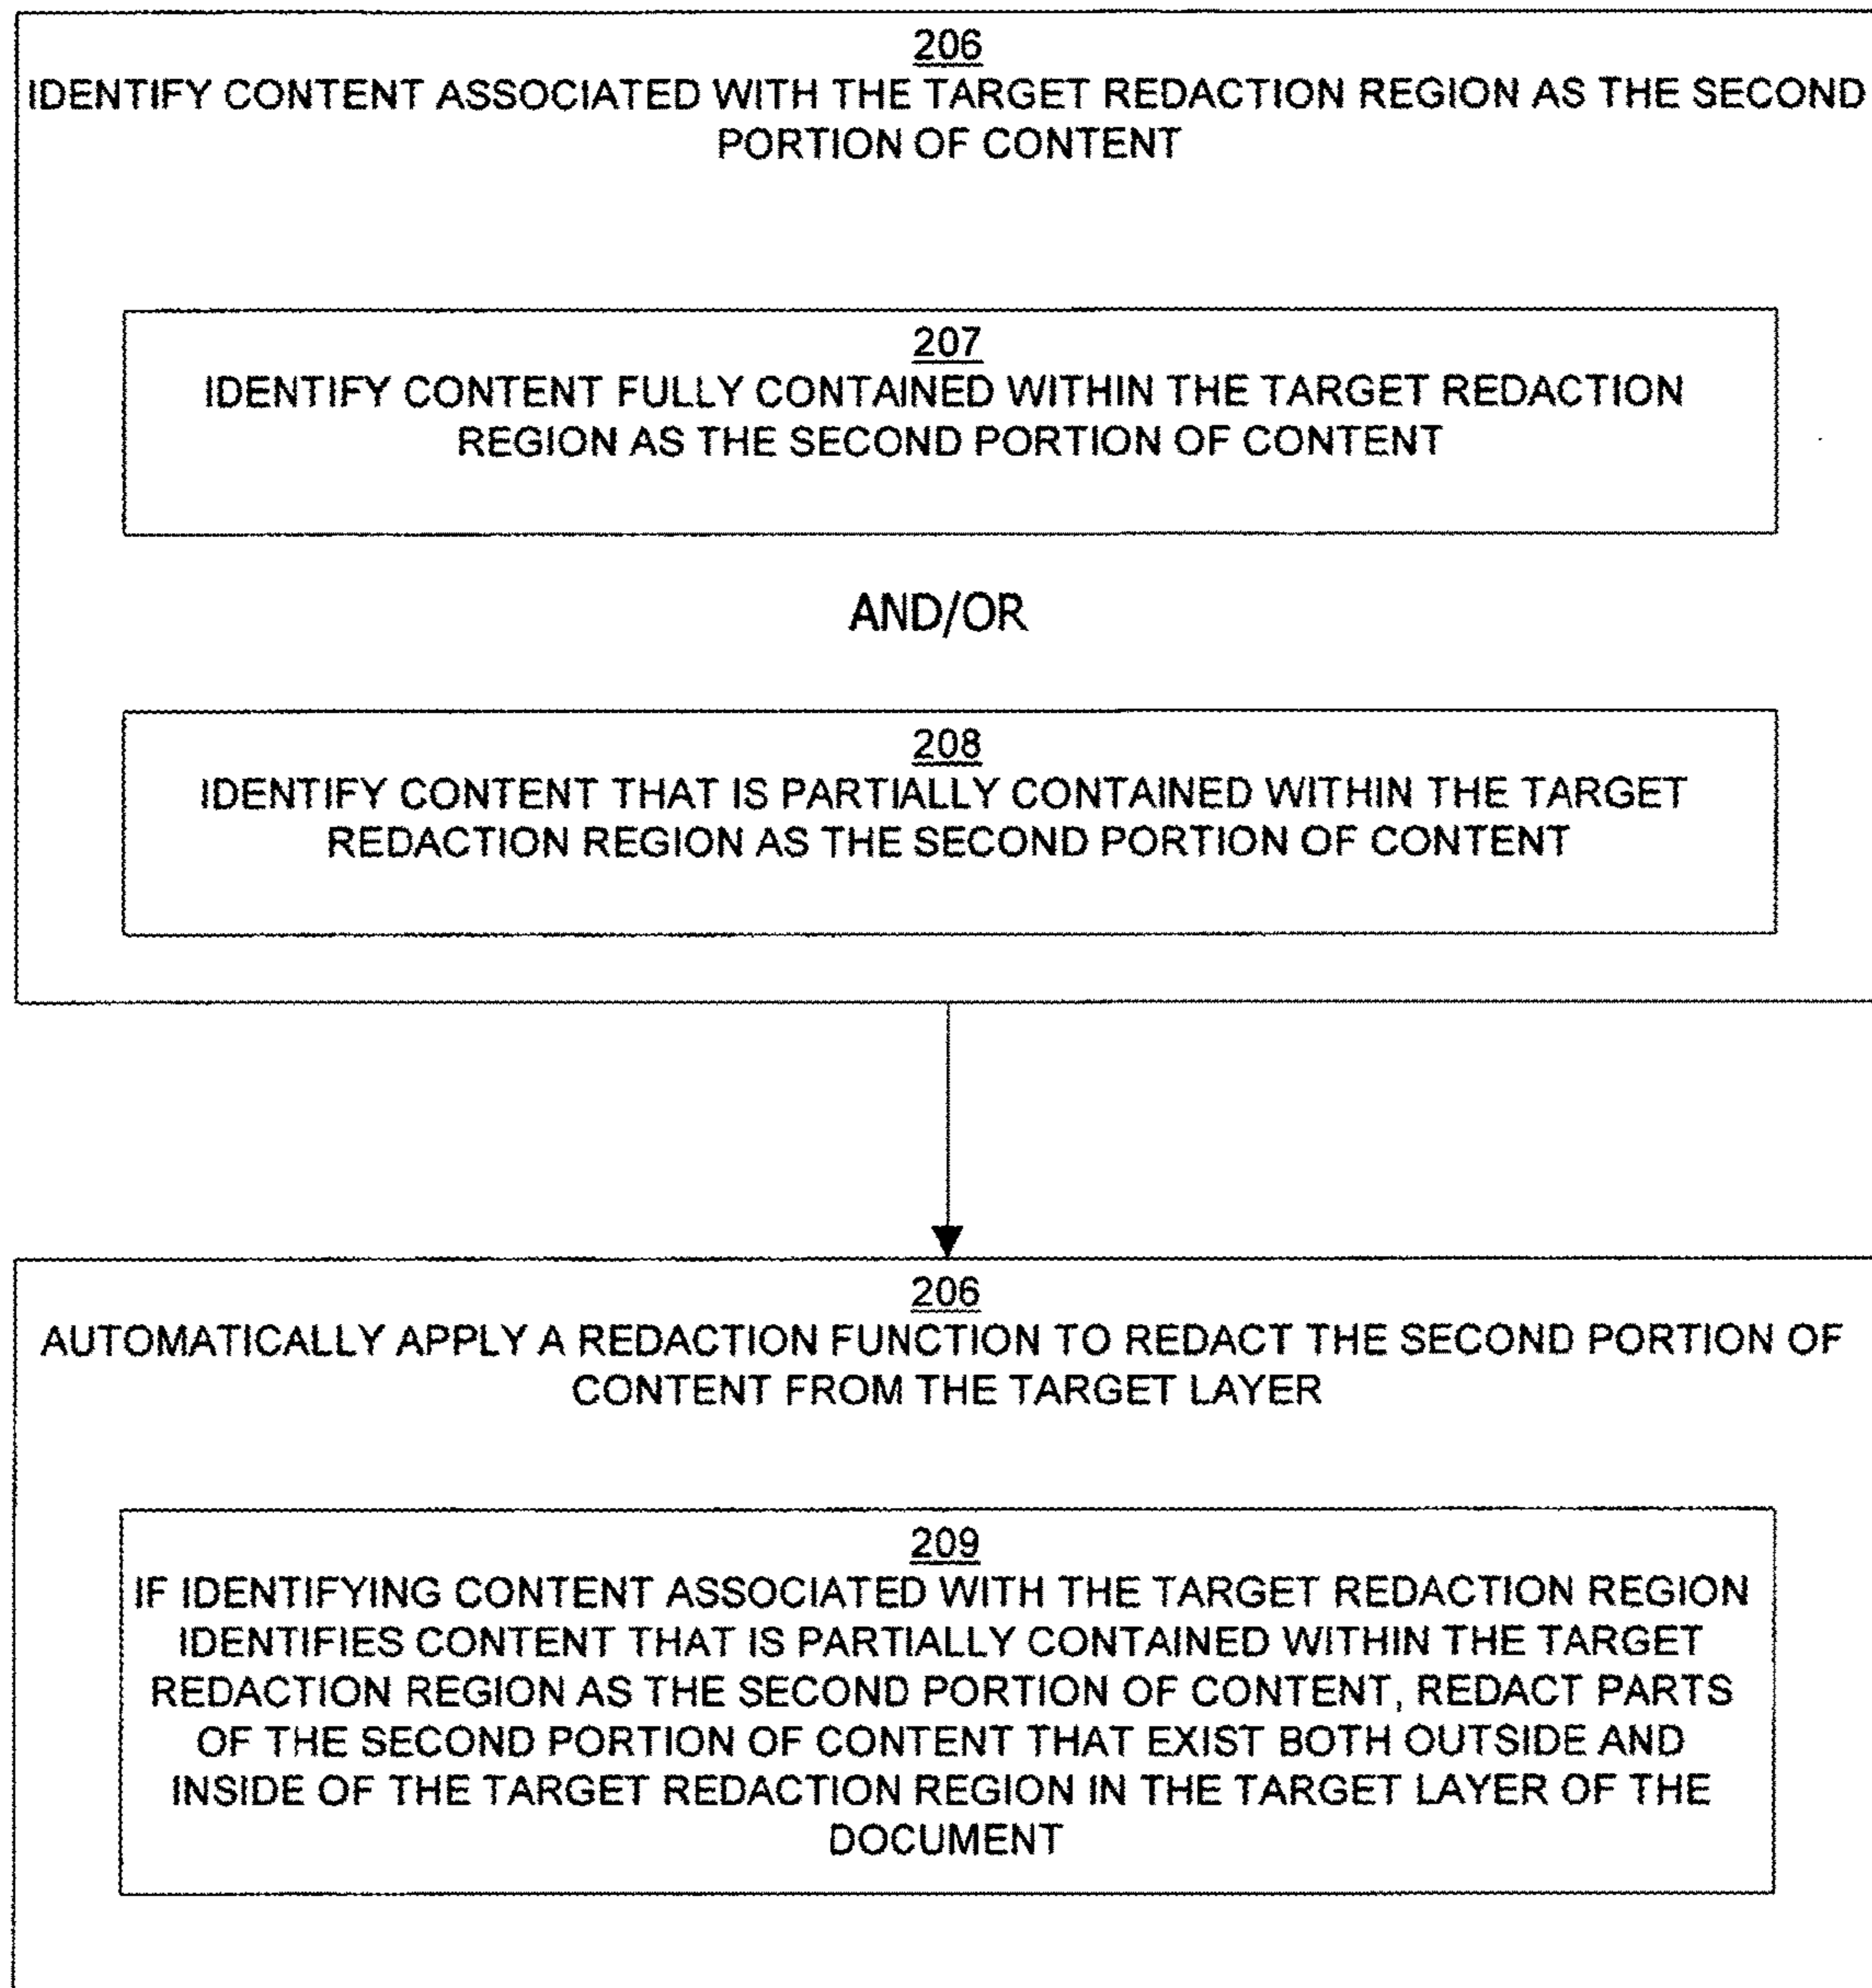 206
IDENTIFY CONTENT ASSOCIATED WITH THE TARGET REDACTION REGION AS THE SECOND
PORTION OF CONTENT
207
IDENTIFY CONTENT FULLY CONTAINED WITHIN THE TARGET REDACTION
REGION AS THE SECOND PORTION OF CONTENT
AND/OR
208
IDENTIFY CONTENT THAT IS PARTIALLY CONTAINED WITHIN THE TARGET
REDACTION REGION AS THE SECOND PORTION OF CONTENT
206
AUTOMATICALLY APPLY A REDACTION FUNCTION TO REDACT THE SECOND PORTION OF
CONTENT FROM THE TARGET LAYER
209
IF IDENTIFYING CONTENT ASSOCIATED WITH THE TARGET REDACTION REGION
IDENTIFIES CONTENT THAT IS PARTIALLY CONTAINED WITHIN THE TARGET
REDACTION REGION AS THE SECOND PORTION OF CONTENT, REDACT PARTS
OF THE SECOND PORTION OF CONTENT THAT EXIST BOTH OUTSIDE AND
INSIDE OF THE TARGET REDACTION REGION IN THE TARGET LAYER OF THE
DOCUMENT